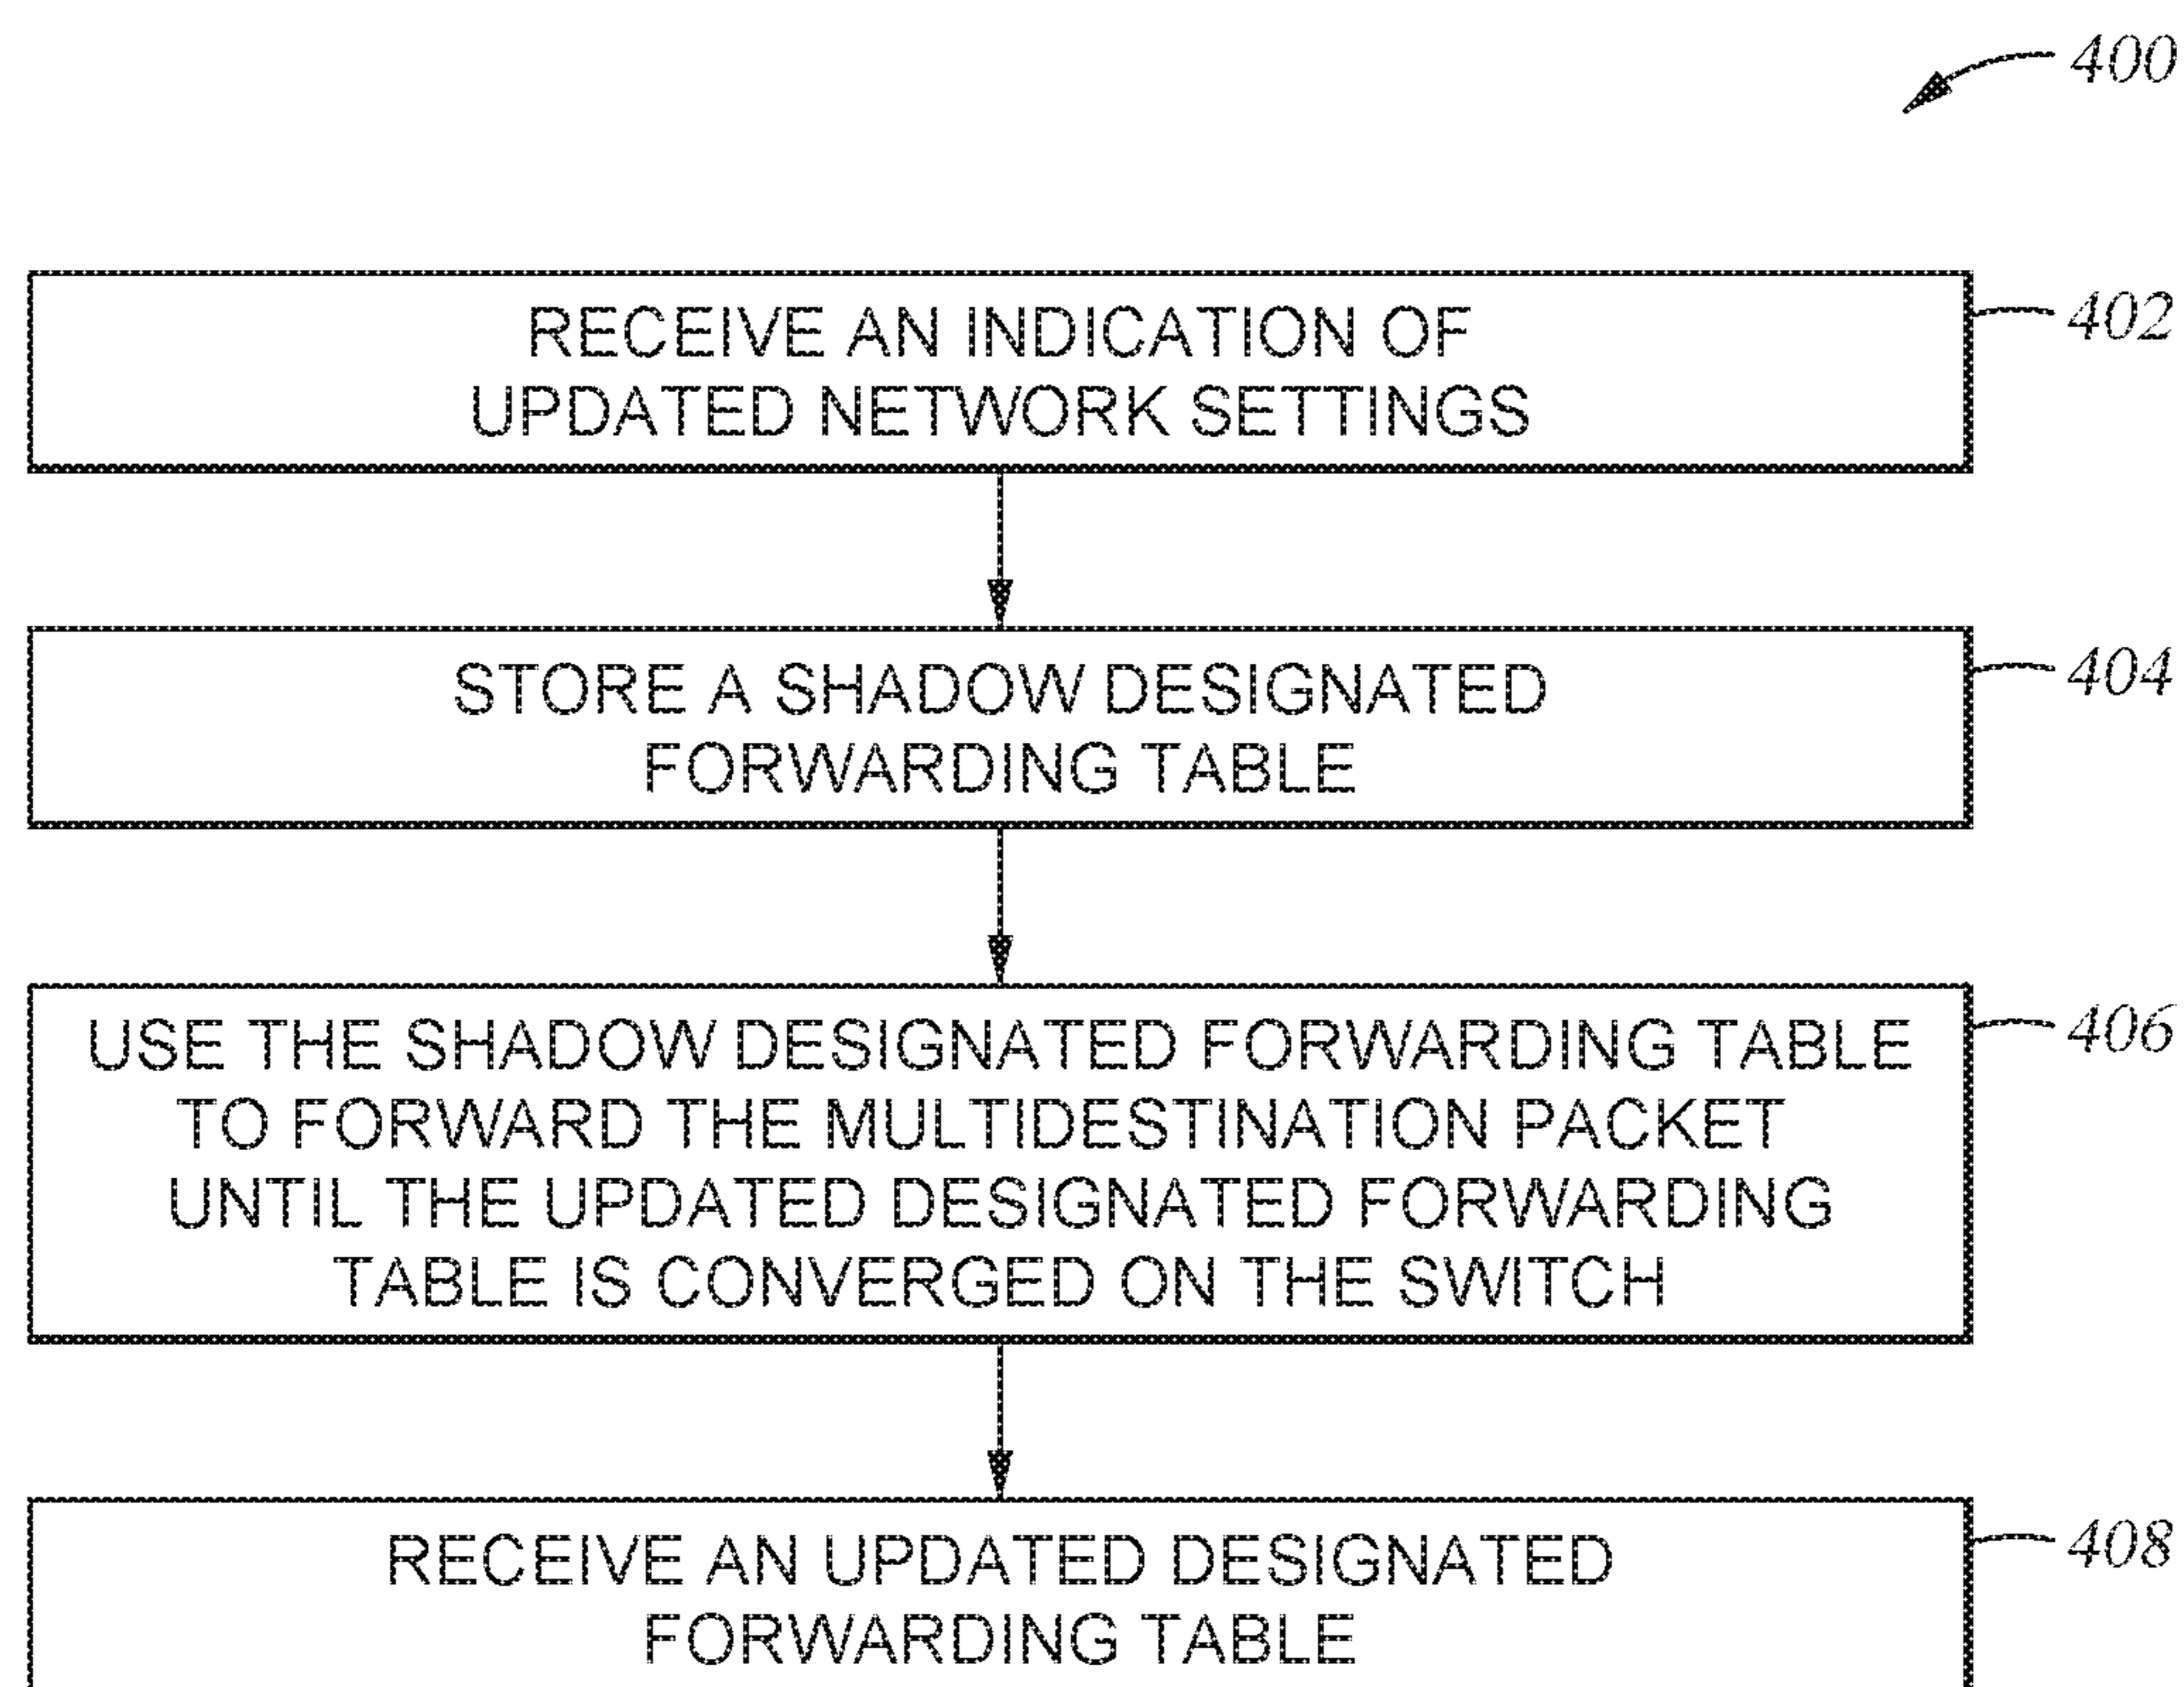 400
RECEIVE AN INDICATION OF
UPDATED NETWORK SETTINGS
402
STORE A SHADOW DESIGNATED
FORWARDING TABLE
404
USE THE SHADOW DESIGNATED FORWARDING TABLE
TO FORWARD THE MULTIDESTINATION PACKET
UNTIL THE UPDATED DESIGNATED FORWARDING
TABLE IS CONVERGED ON THE SWITCH
406
RECEIVE AN UPDATED DESIGNATED
FORWARDING TABLE
408